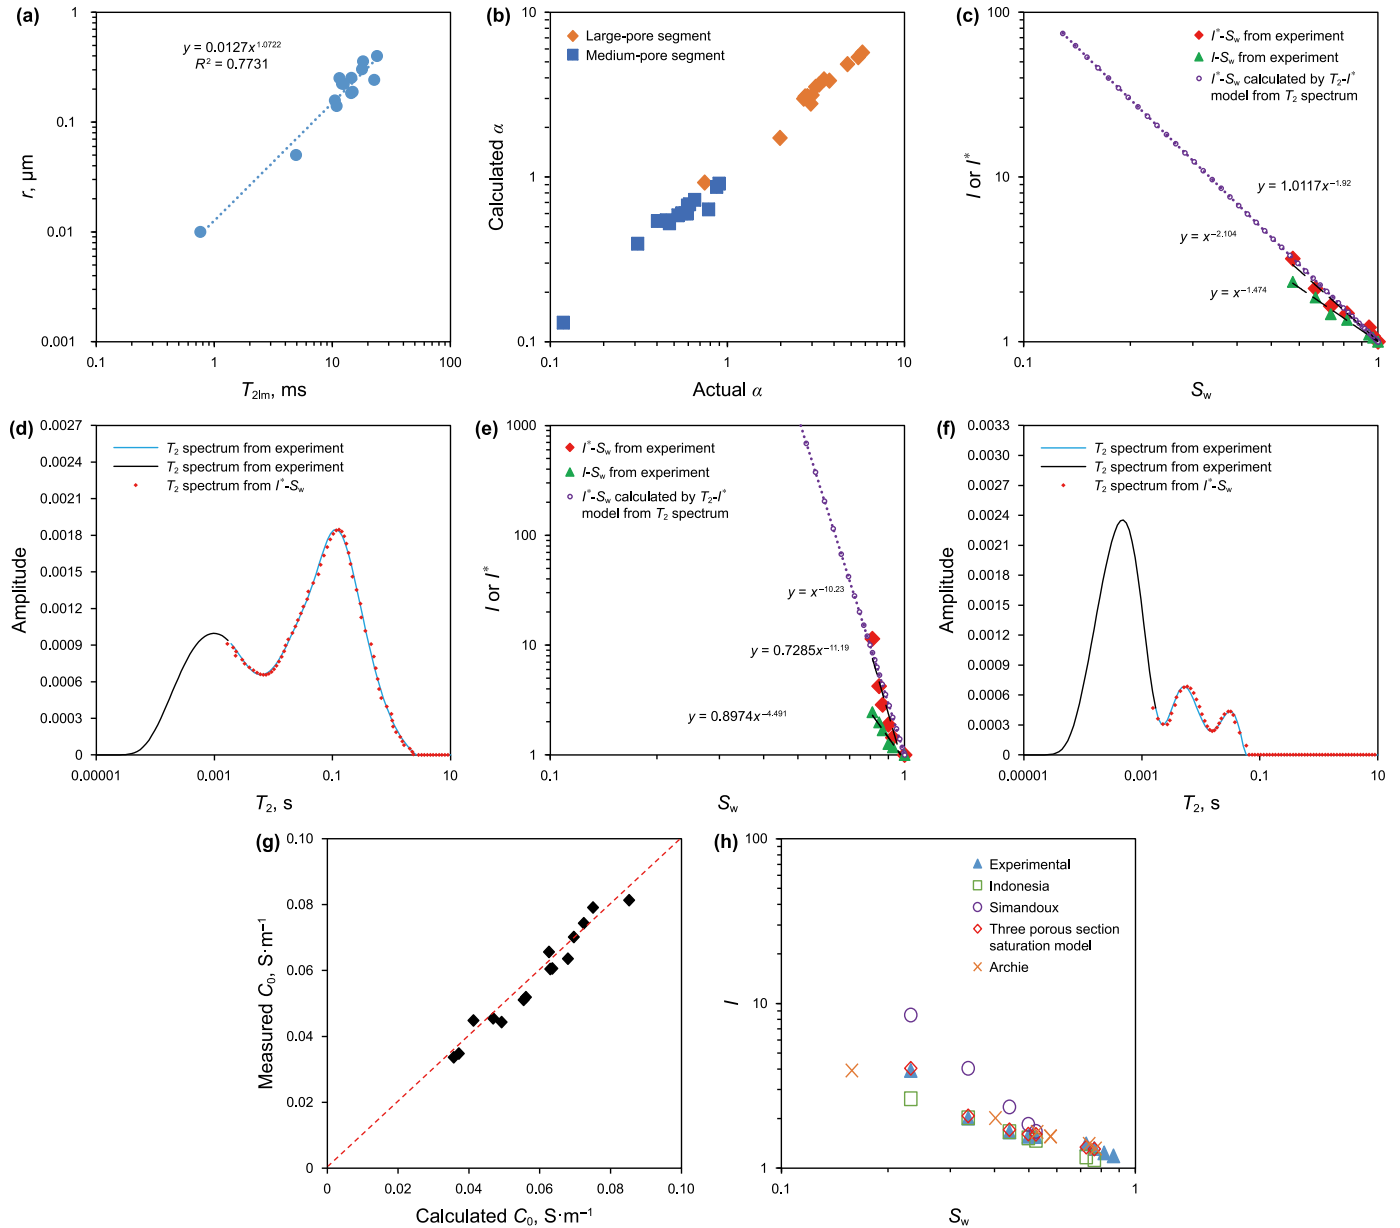 (a)
1
0.1
0.01
0.001
0.1
1
10
100
r, μm
T2lm, ms
y = 0.0127x^1.0722
R² = 0.7731
(b)
10
1
0.1
0.1
1
10
Calculated α
Actual α
Large-pore segment
Medium-pore segment
(c)
100
10
1
0.1
1
I or I*
Sw
I*-Sw from experiment
I-Sw from experiment
I*-Sw calculated by T2-I*
model from T2 spectrum
y = 1.0117x^−1.92
y = x^−2.104
y = x^−1.474
(d)
0.0027
0.0024
0.0021
0.0018
0.0015
0.0012
0.0009
0.0006
0.0003
0
0.00001
0.001
0.1
10
Amplitude
T2, s
T2 spectrum from experiment
T2 spectrum from experiment
T2 spectrum from I*-Sw
(e)
1000
100
10
1
0.1
1
I or I*
Sw
I*-Sw from experiment
I-Sw from experiment
I*-Sw calculated by T2-I*
model from T2 spectrum
y = x^−10.23
y = 0.7285x^−11.19
y = 0.8974x^−4.491
(f)
0.0033
0.0030
0.0027
0.0024
0.0021
0.0018
0.0015
0.0012
0.0009
0.0006
0.0003
0
0.00001
0.001
0.1
10
Amplitude
T2, s
T2 spectrum from experiment
T2 spectrum from experiment
T2 spectrum from I*-Sw
(g)
0.10
0.08
0.06
0.04
0.02
0
0
0.02
0.04
0.06
0.08
0.10
Measured C0, S·m−1
Calculated C0, S·m−1
(h)
100
10
1
0.1
1
I
Sw
Experimental
Indonesia
Simandoux
Three porous section
saturation model
Archie